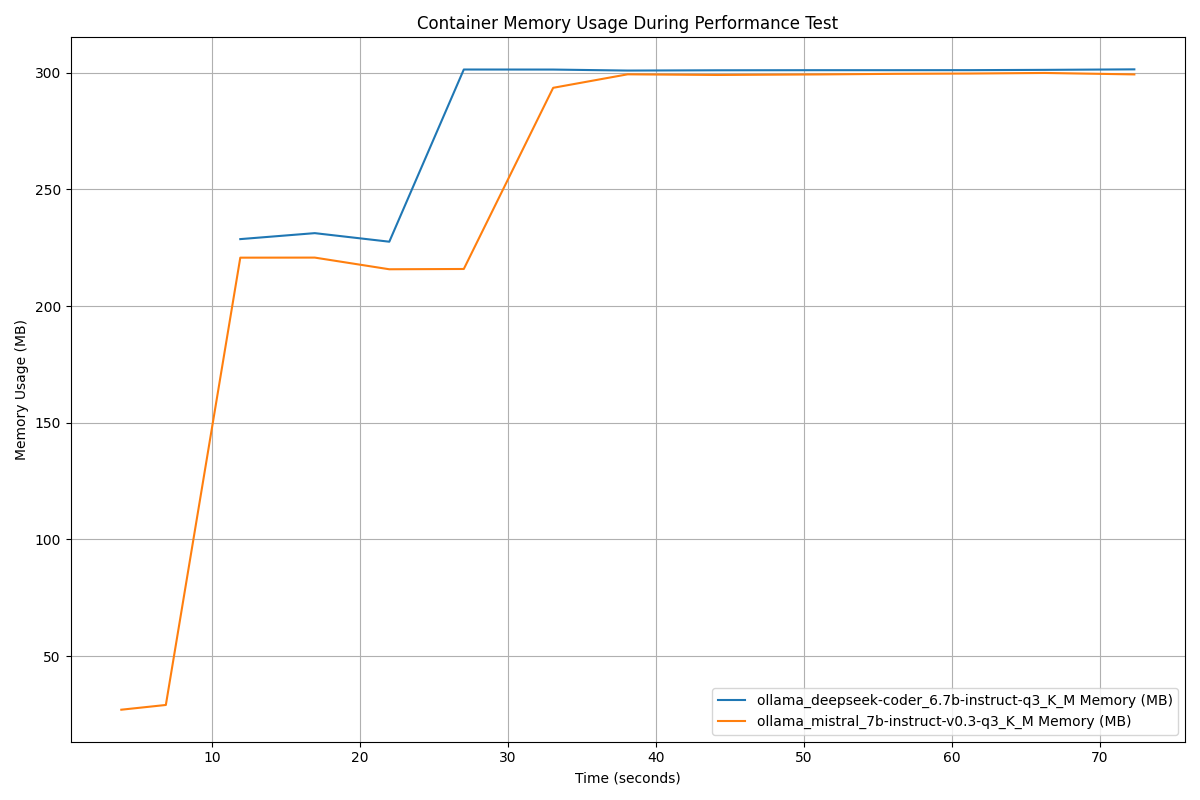 Container Memory Usage During Performance Test
Memory Usage (MB)
300
250
200
150
100
50
10
20
30
40
50
60
70
Time (seconds)
ollama_deepseek-coder_6.7b-instruct-q3_K_M Memory (MB)
ollama_mistral_7b-instruct-v0.3-q3_K_M Memory (MB)